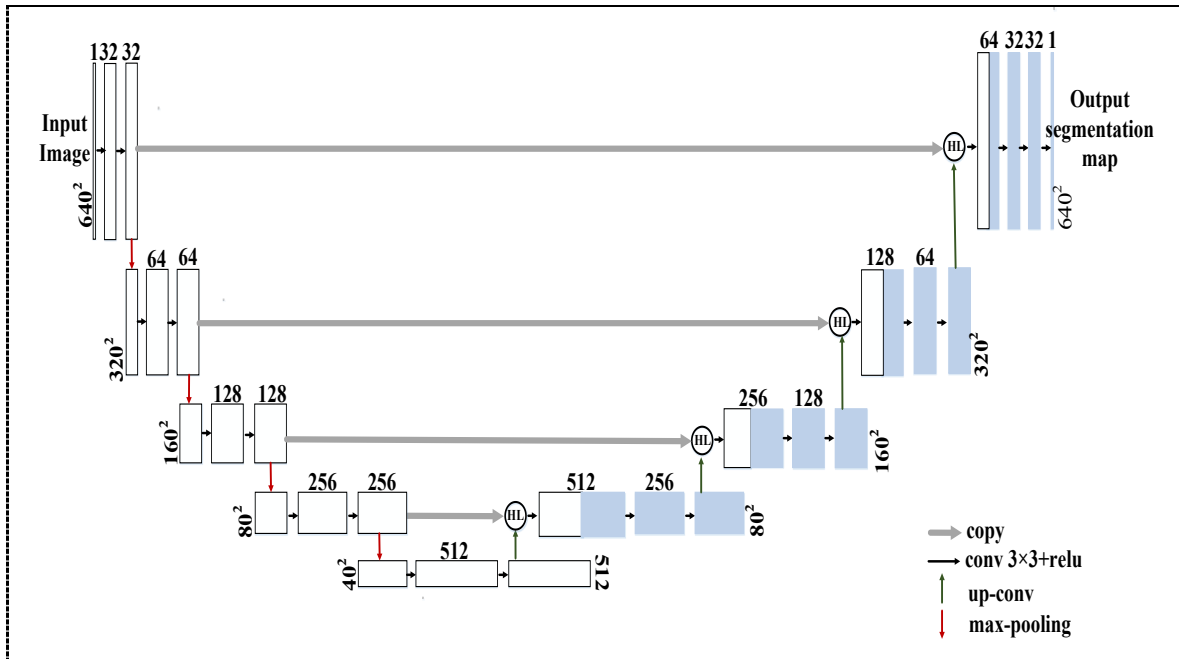 1 32 32
Input
Image
640²
64 64
320²
128 128
160²
256 256
80²
512
40²
512
HL
512 256
80²
HL
256 128
160²
HL
128 64
320²
HL
64 32 32 1
Output
segmentation
map
640²
copy
conv 3×3+relu
up-conv
max-pooling